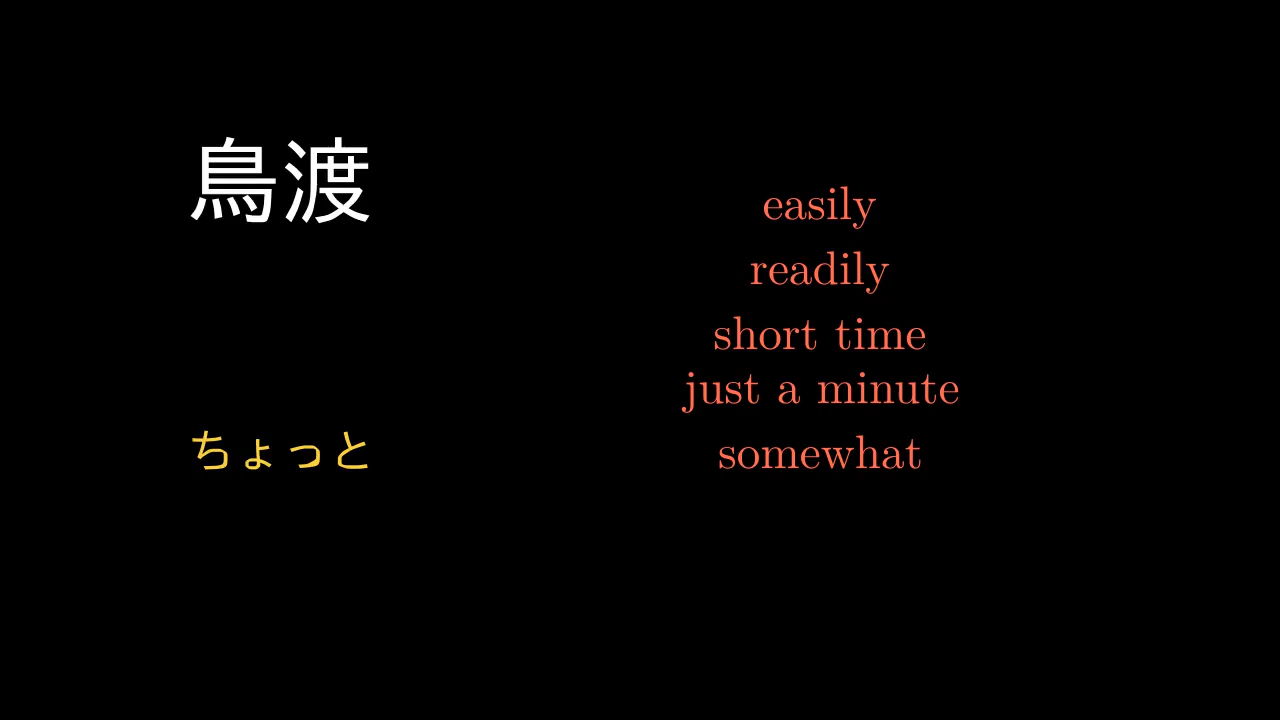 鳥渡
ちょっと
easily
readily
short time
just a minute
somewhat